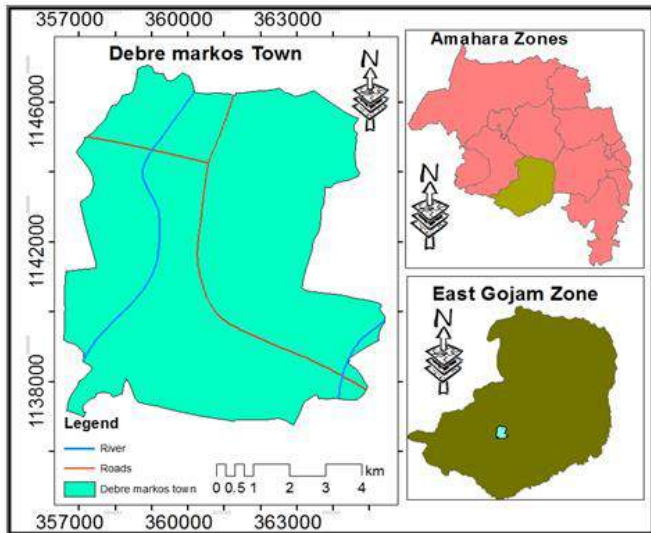 357000 360000 363000
Debre markos Town
N
1146000
1142000
1138000
Legend
River
Roads
Debre markos town
km
0 0.5 1 2 3 4
357000 360000 363000
Amahara Zones
N
East Gojam Zone
N